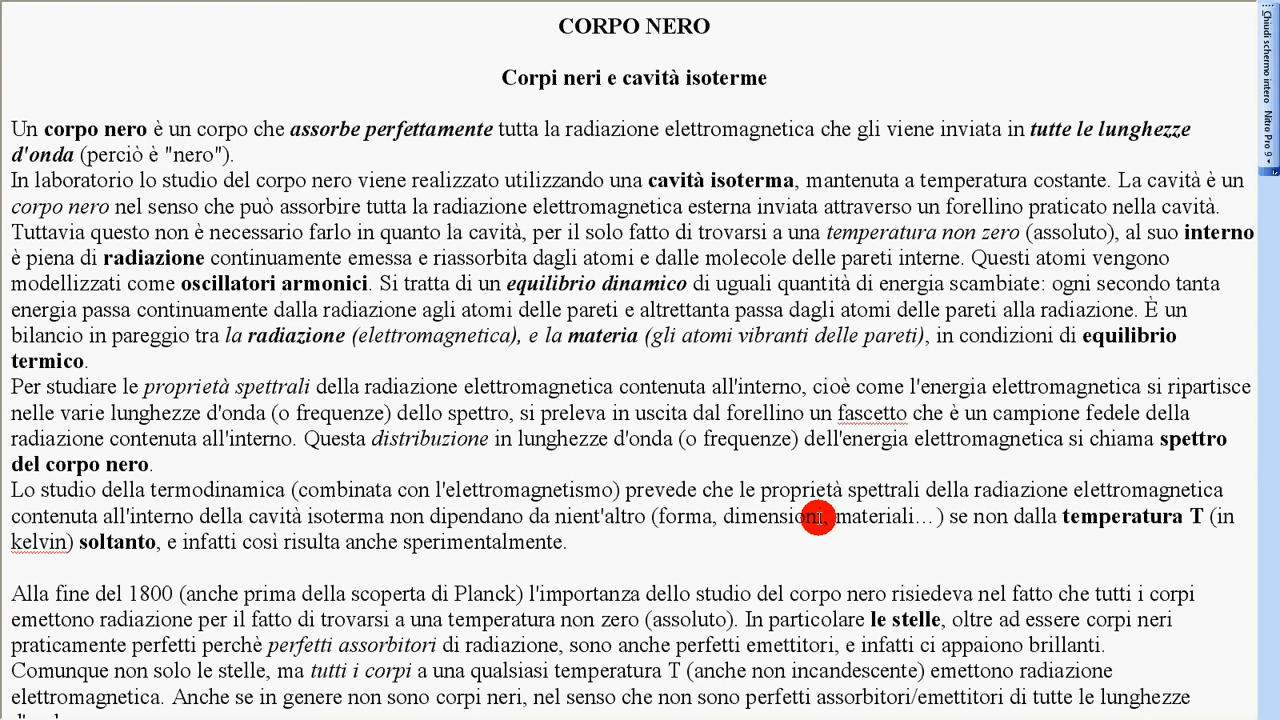 CORPO NERO
Corpi neri e cavità isoterme
Un corpo nero è un corpo che assorbe perfettamente tutta la radiazione elettromagnetica che gli viene inviata in tutte le lunghezze
d'onda (perciò è "nero").
In laboratorio lo studio del corpo nero viene realizzato utilizzando una cavità isoterma, mantenuta a temperatura costante. La cavità è un
corpo nero nel senso che può assorbire tutta la radiazione elettromagnetica esterna inviata attraverso un forellino praticato nella cavità.
Tuttavia questo non è necessario farlo in quanto la cavità, per il solo fatto di trovarsi a una temperatura non zero (assoluto), al suo interno
è piena di radiazione continuamente emessa e riassorbita dagli atomi e dalle molecole delle pareti interne. Questi atomi vengono
modellizzati come oscillatori armonici. Si tratta di un equilibrio dinamico di uguali quantità di energia scambiate: ogni secondo tanta
energia passa continuamente dalla radiazione agli atomi delle pareti e altrettanta passa dagli atomi delle pareti alla radiazione. È un
bilancio in pareggio tra la radiazione (elettromagnetica), e la materia (gli atomi vibranti delle pareti), in condizioni di equilibrio
termico.
Per studiare le proprietà spettrali della radiazione elettromagnetica contenuta all'interno, cioè come l'energia elettromagnetica si ripartisce
nelle varie lunghezze d'onda (o frequenze) dello spettro, si preleva in uscita dal forellino un fascetto che è un campione fedele della
radiazione contenuta all'interno. Questa distribuzione in lunghezze d'onda (o frequenze) dell'energia elettromagnetica si chiama spettro
del corpo nero.
Lo studio della termodinamica (combinata con l'elettromagnetismo) prevede che le proprietà spettrali della radiazione elettromagnetica
contenuta all'interno della cavità isoterma non dipendano da nient'altro (forma, dimensioni, materiali…) se non dalla temperatura T (in
kelvin) soltanto, e infatti così risulta anche sperimentalmente.
Alla fine del 1800 (anche prima della scoperta di Planck) l'importanza dello studio del corpo nero risiedeva nel fatto che tutti i corpi
emettono radiazione per il fatto di trovarsi a una temperatura non zero (assoluto). In particolare le stelle, oltre ad essere corpi neri
praticamente perfetti perchè perfetti assorbitori di radiazione, sono anche perfetti emettitori, e infatti ci appaiono brillanti.
Comunque non solo le stelle, ma tutti i corpi a una qualsiasi temperatura T (anche non incandescente) emettono radiazione
elettromagnetica. Anche se in genere non sono corpi neri, nel senso che non sono perfetti assorbitori/emettitori di tutte le lunghezze
Chiudi schermo intero Nitro Pro 9